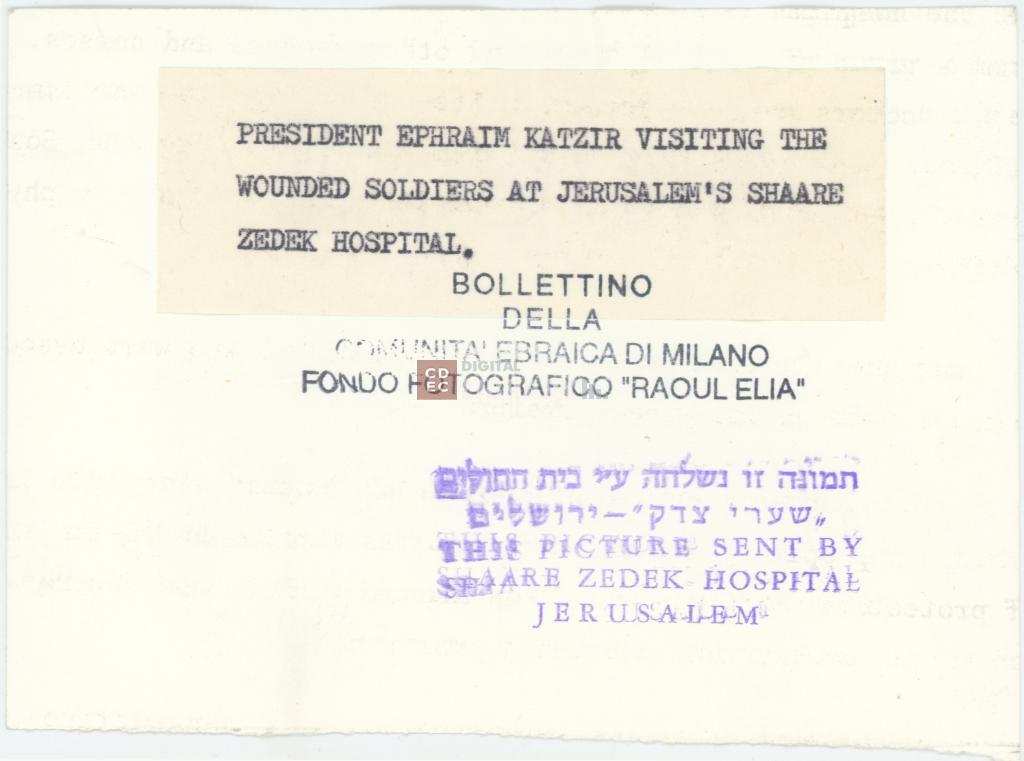 PRESIDENT EPHRAIM KATZIR VISITING THE
WOUNDED SOLDIERS AT JERUSALEM'S SHAARE
ZEDEK HOSPITAL.
BOLLETTINO
DELLA
COMUNITA' EBRAICA DI MILANO
FONDO FOTOGRAFICO "RAOUL ELIA"
CDEC DIGITAL
תמונה זו נשלחה ע״י בית החולים
„שערי צדק״ – ירושלים
THIS PICTURE SENT BY
SHAARE ZEDEK HOSPITAL
JERUSALEM